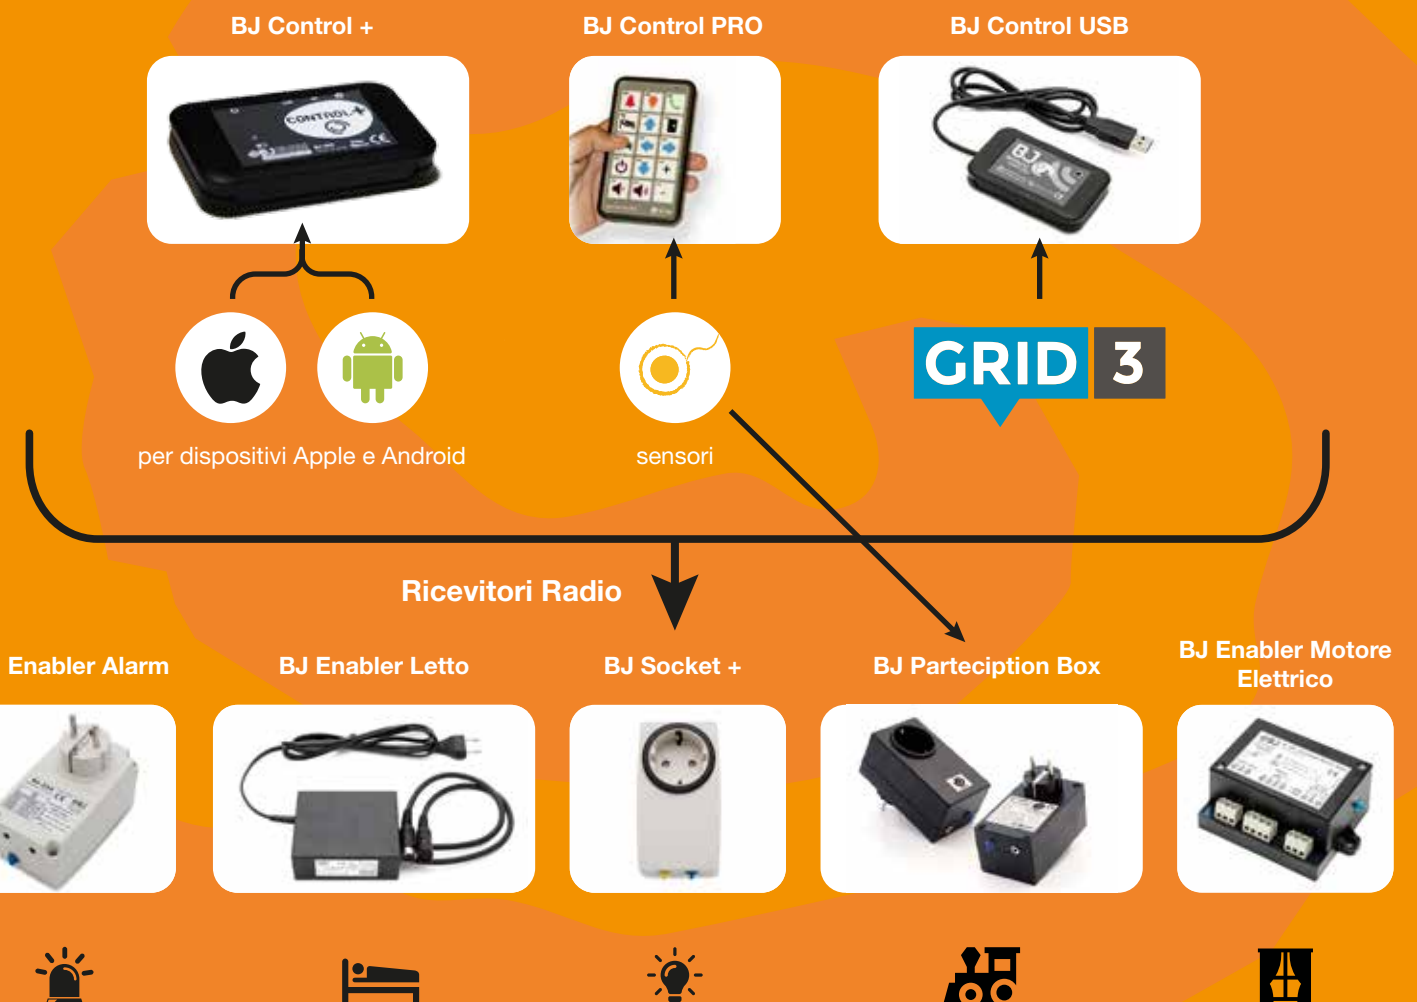 BJ Control +
BJ Control PRO
BJ Control USB
CONTROL+
BJ
GRID 3
per dispositivi Apple e Android
sensori
Ricevitori Radio
Enabler Alarm
BJ Enabler Letto
BJ Socket +
BJ Parteciption Box
BJ Enabler Motore
Elettrico